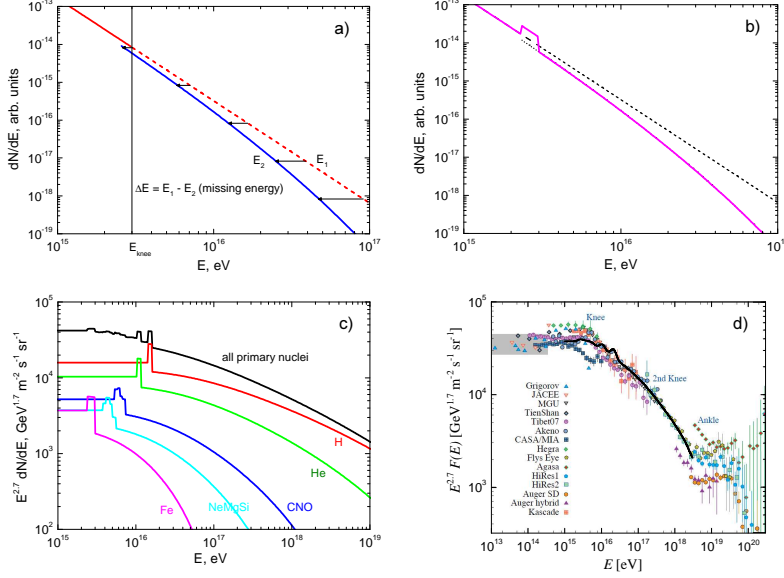 10^-13
10^-14
10^-15
10^-16
10^-17
10^-18
10^-19
dN/dE, arb. units
a)
E_2
E_1
ΔE = E_1 - E_2 (missing energy)
10^15
E_knee
10^16
10^17
E, eV
10^-13
10^-14
10^-15
10^-16
10^-17
10^-18
10^-19
dN/dE, arb. units
b)
10^15
10^16
10^17
E, eV
10^5
10^4
10^3
10^2
E^2.7 dN/dE, GeV^1.7 m^-2 s^-1 sr^-1
c)
all primary nuclei
H
He
Fe
NeMgSi
CNO
10^15
10^16
10^17
10^18
10^19
E, eV
10^5
10^4
10^3
E^2.7 F(E) [GeV^1.7 m^-2 s^-1 sr^-1]
d)
Knee
2nd Knee
Ankle
Grigorov
JACEE
MGU
TienShan
Tibet07
Akeno
CASA/MIA
Hegra
Flys Eye
Agasa
HiRes1
HiRes2
Auger SD
Auger hybrid
Kascade
10^13
10^14
10^15
10^16
10^17
10^18
10^19
10^20
E [eV]